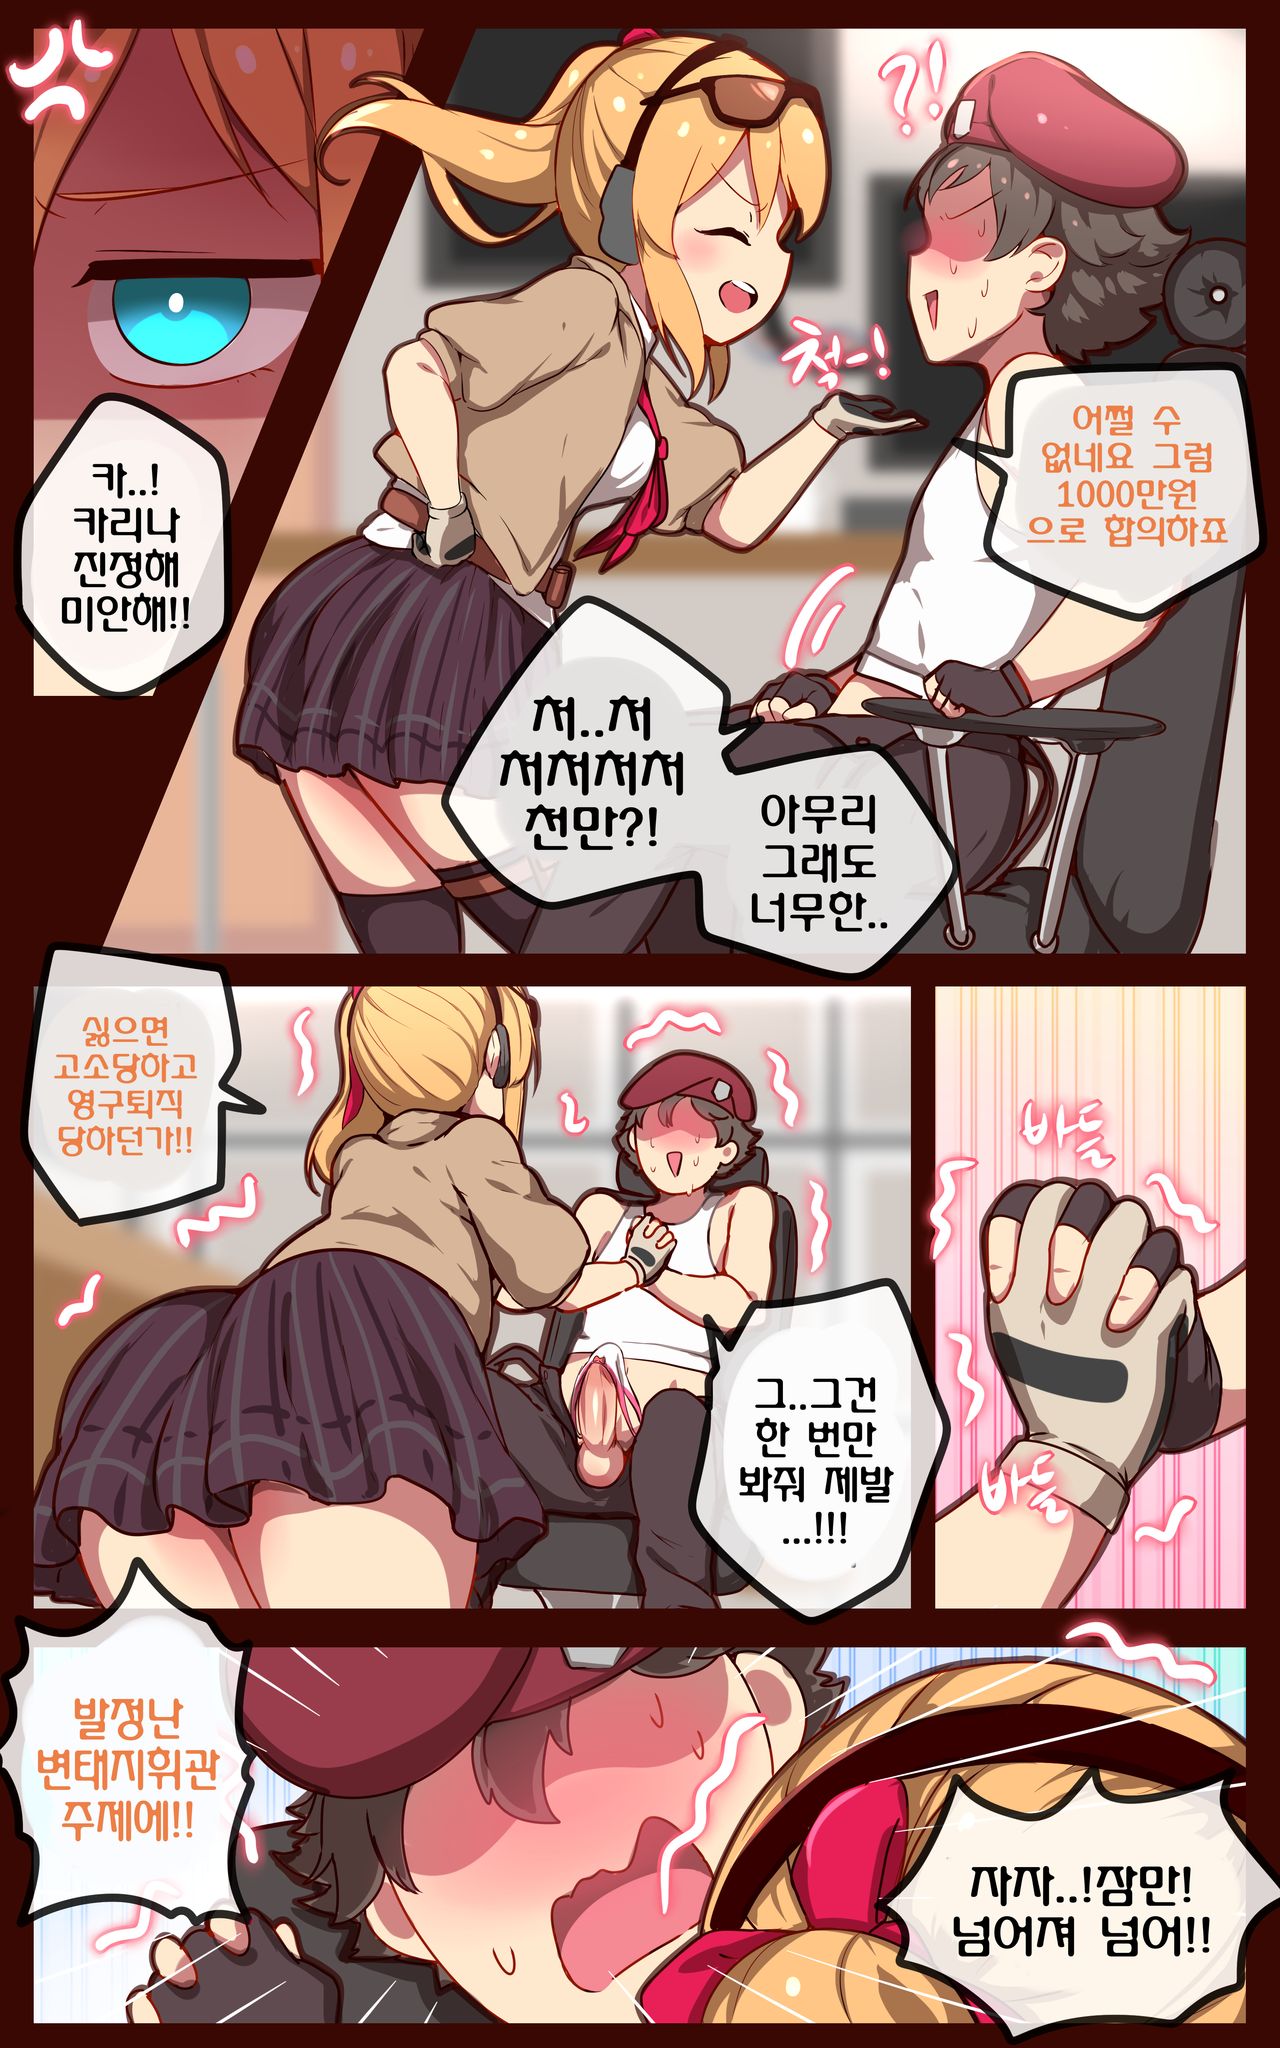 카..!
카리나
진정해
미안해!!
?!
척-!
어쩔 수
없네요 그럼
1000만원
으로 합의하죠
처..처
처처처처
천만?!
아무리
그래도
너무한..
싫으면
고소당하고
영구퇴직
당하던가!!
그..그건
한 번만
봐줘 제발
...!!!
바들
바들
발정난
변태지휘관
주제에!!
자자..!잠만!
넘어져 넘어!!